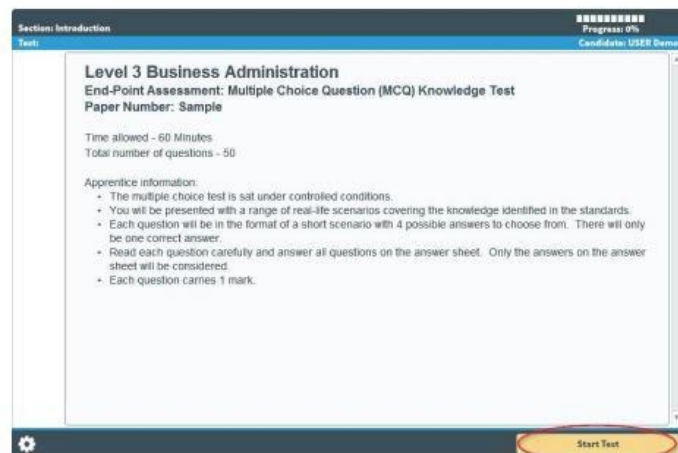 Section: Introduction
Progress: 0%
Test:
Candidate: USER Demo
Level 3 Business Administration
End-Point Assessment: Multiple Choice Question (MCQ) Knowledge Test
Paper Number: Sample
Time allowed - 60 Minutes
Total number of questions - 50
Apprentice information:
• The multiple choice test is sat under controlled conditions.
• You will be presented with a range of real-life scenarios covering the knowledge identified in the standards.
• Each question will be in the format of a short scenario with 4 possible answers to choose from. There will only
be one correct answer.
• Read each question carefully and answer all questions on the answer sheet. Only the answers on the answer
sheet will be considered.
• Each question carries 1 mark.
Start Test